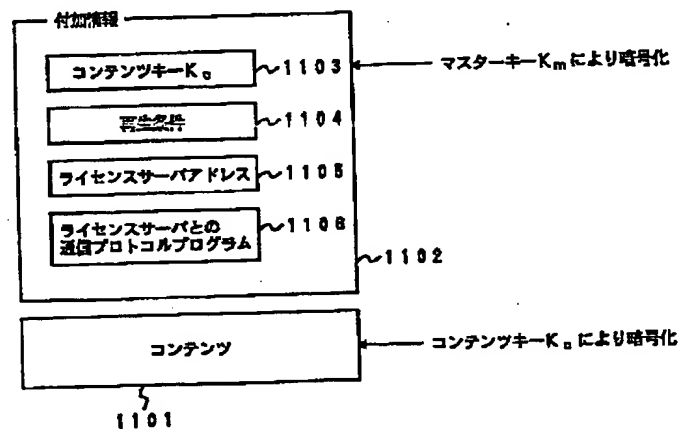 付加情報
コンテンツキーKc
1103
マスターキーKmにより暗号化
再生条件
1104
ライセンスサーバアドレス
1105
ライセンスサーバとの
通信プロトコルプログラム
1106
1102
コンテンツ
コンテンツキーKcにより暗号化
1101